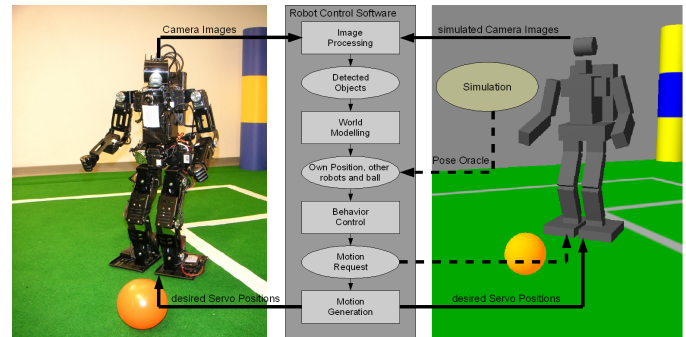 Robot Control Software
Camera Images
Image
Processing
simulated Camera Images
Detected
Objects
Simulation
World
Modelling
Own Position, other
robots and ball
Pose Oracle
Behavior
Control
Motion
Request
desired Servo Positions
Motion
Generation
desired Servo Positions